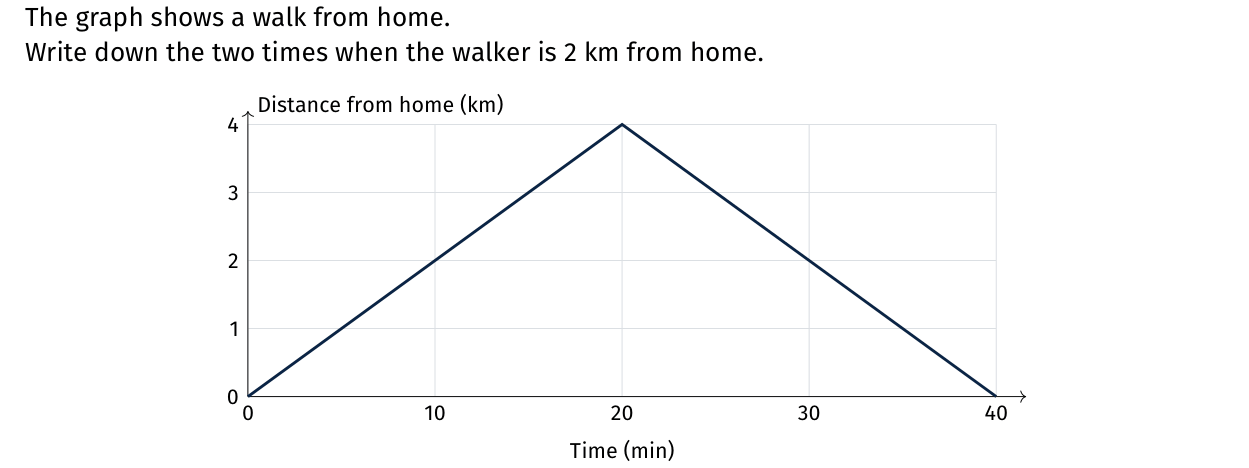 The graph shows a walk from home.
Write down the two times when the walker is 2 km from home.
Distance from home (km)
4
3
2
1
0
0 10 20 30 40
Time (min)